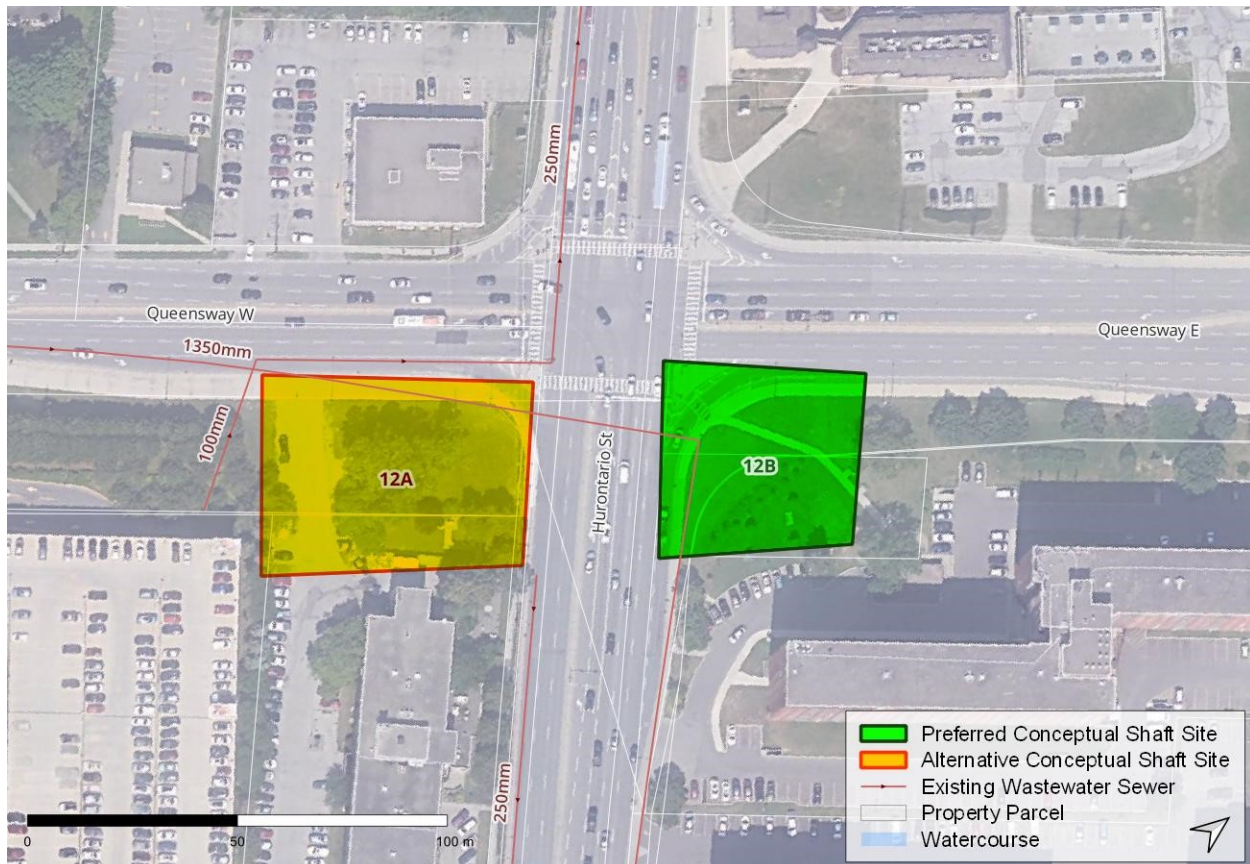 250mm
Queensway W
Queensway E
1350mm
100mm
12A
12B
Hurontario St
250mm
Preferred Conceptual Shaft Site
Alternative Conceptual Shaft Site
Existing Wastewater Sewer
Property Parcel
Watercourse
0 50 100 m